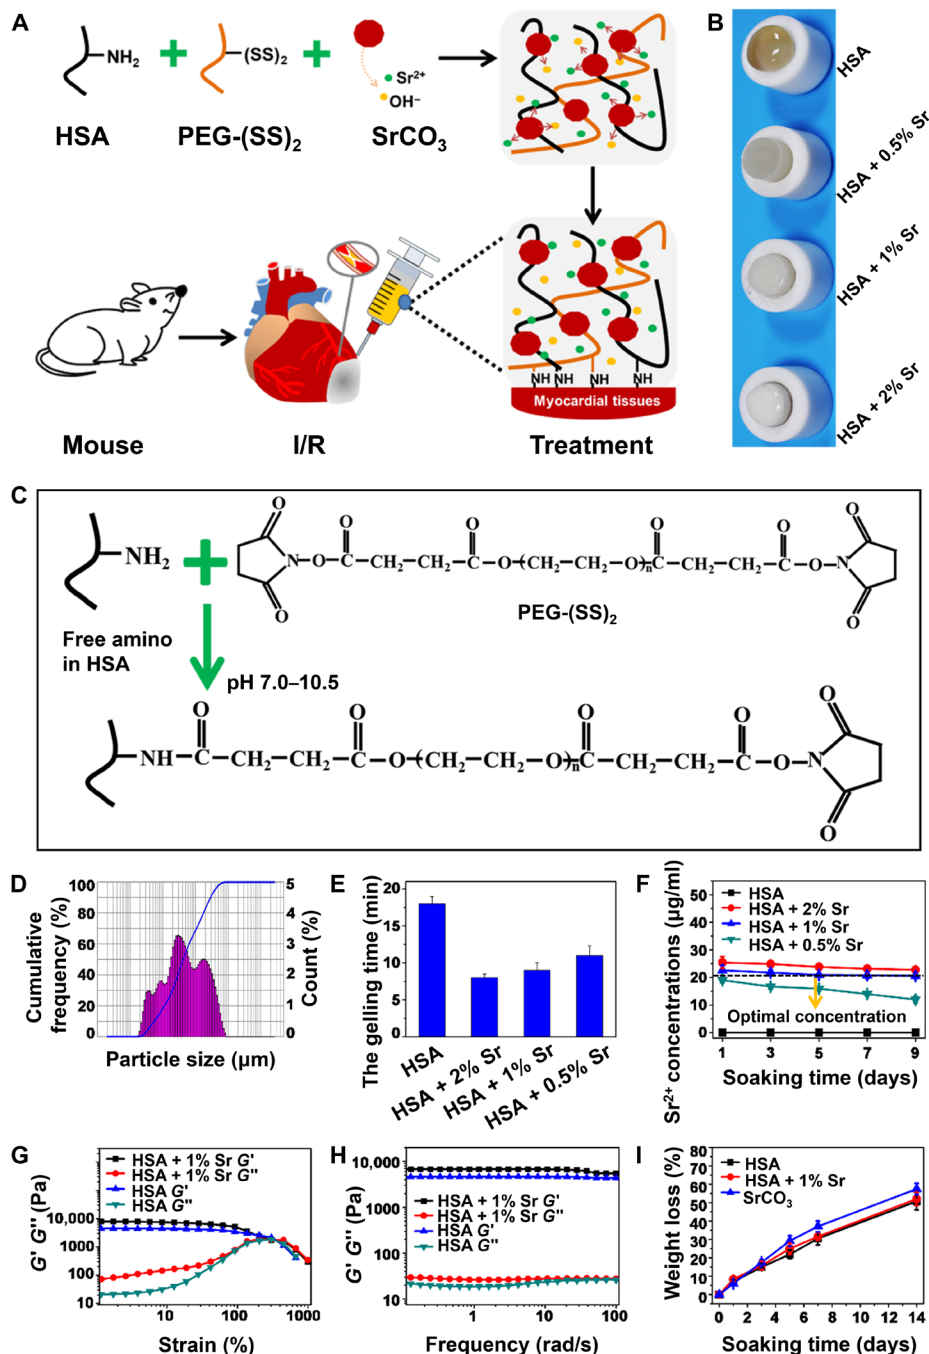 A
NH2
(SS)2
Sr2+
OH−
HSA
PEG-(SS)2
SrCO3
NH NH NH NH
Myocardial tissues
Mouse
I/R
Treatment
B
HSA
HSA + 0.5% Sr
HSA + 1% Sr
HSA + 2% Sr
C
NH2
O O O O O O
N O C CH2 CH2 C O (CH2 CH2 O)n C CH2 CH2 C O N
O O
PEG-(SS)2
Free amino
in HSA
pH 7.0–10.5
O O O O O
NH C CH2 CH2 C O (CH2 CH2 O)n C CH2 CH2 C O N
O
D
Cumulative
frequency (%)
100
80
60
40
20
0
5
4
3
2
1
0
Count (%)
Particle size (μm)
E
The gelling time (min)
20
15
10
5
0
HSA
HSA + 2% Sr
HSA + 1% Sr
HSA + 0.5% Sr
F
Sr2+ concentrations (μg/ml)
50
40
30
20
10
0
HSA
HSA + 2% Sr
HSA + 1% Sr
HSA + 0.5% Sr
Optimal concentration
1 3 5 7 9
Soaking time (days)
G
G' G'' (Pa)
HSA + 1% Sr G'
HSA + 1% Sr G''
HSA G'
HSA G''
10,000
1000
100
10
10 100 1000
Strain (%)
H
G' G'' (Pa)
10,000
1000
100
10
HSA + 1% Sr G'
HSA + 1% Sr G''
HSA G'
HSA G''
1 10 100
Frequency (rad/s)
I
Weight loss (%)
80
70
60
50
40
30
20
10
0
HSA
HSA + 1% Sr
SrCO3
0 2 4 6 8 10 12 14
Soaking time (days)